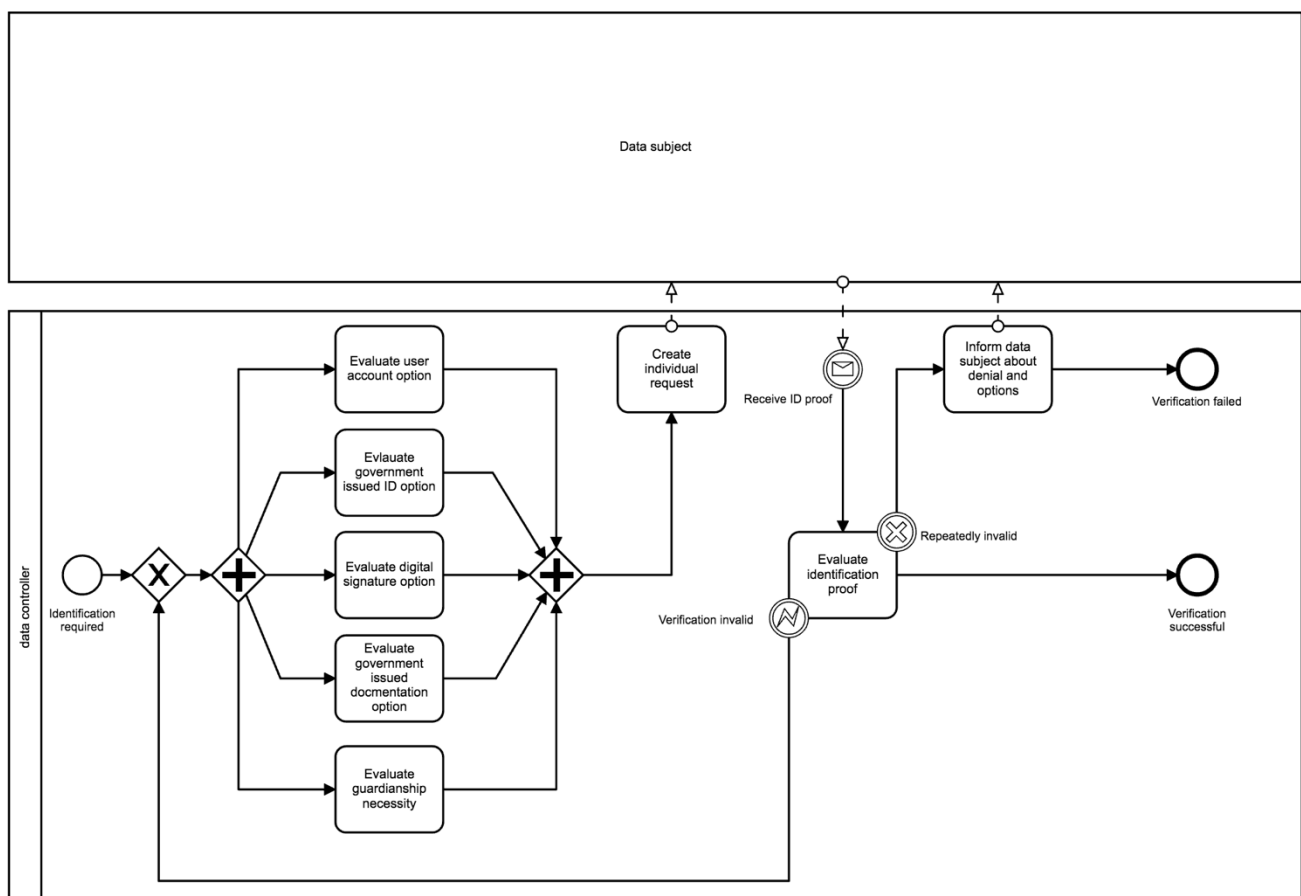 Data subject
data controller
Identification
required
Evaluate user
account option
Evlauate
government
issued ID option
Evaluate digital
signature option
Evaluate
government
issued
docmentation
option
Evaluate
guardianship
necessity
Create
individual
request
Receive ID proof
Inform data
subject about
denial and
options
Verification failed
Repeatedly invalid
Evaluate
identification
proof
Verification invalid
Verification
successful